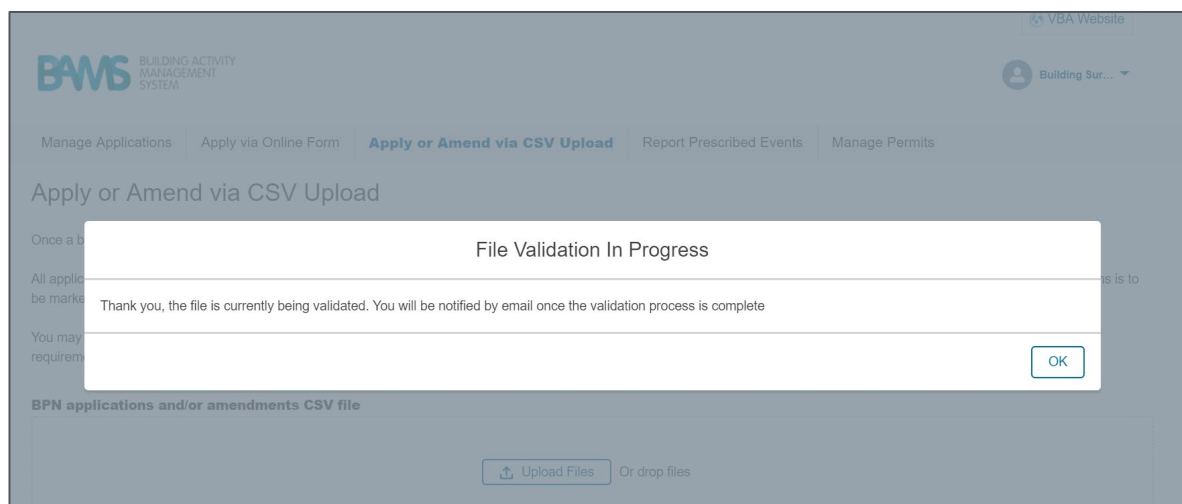 VBA Website
BAMS BUILDING ACTIVITY
MANAGEMENT
SYSTEM
Building Sur...
Manage Applications Apply via Online Form Apply or Amend via CSV Upload Report Prescribed Events Manage Permits
Apply or Amend via CSV Upload
Once a b
File Validation In Progress
All applic
ns is to
be marke
Thank you, the file is currently being validated. You will be notified by email once the validation process is complete
You may
requirem
OK
BPN applications and/or amendments CSV file
Upload Files Or drop files